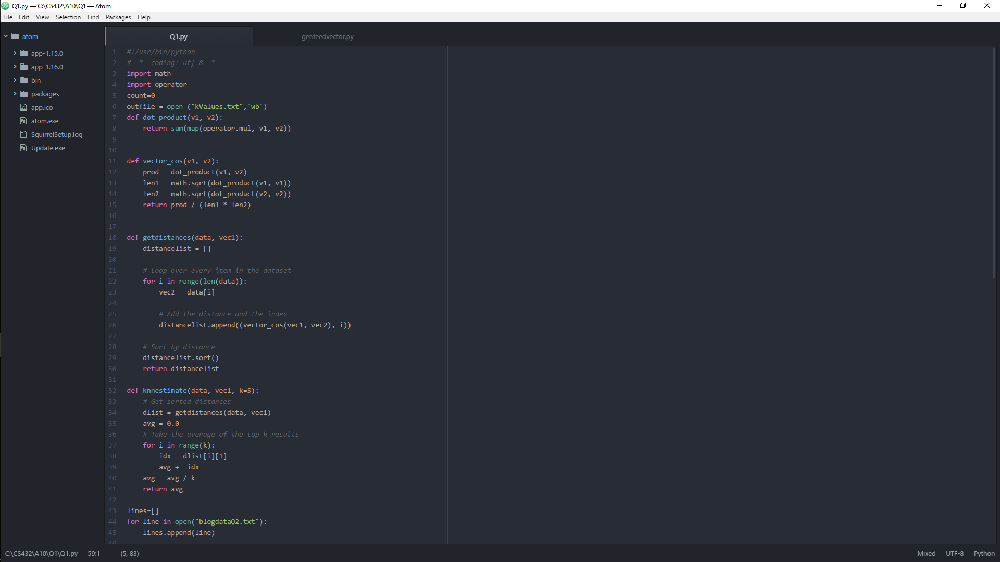 Q1.py — C:\CS432\A10\Q1 — Atom
File Edit View Selection Find Packages Help
atom
app-1.15.0
app-1.16.0
bin
packages
app.ico
atom.exe
SquirrelSetup.log
Update.exe
Q1.py genfeedvector.py
1 #!/usr/bin/python
2 # -*- coding: utf-8 -*-
3 import math
4 import operator
5 count=0
6 outfile = open ("kValues.txt",'wb')
7 def dot_product(v1, v2):
8     return sum(map(operator.mul, v1, v2))
9
10
11 def vector_cos(v1, v2):
12     prod = dot_product(v1, v2)
13     len1 = math.sqrt(dot_product(v1, v1))
14     len2 = math.sqrt(dot_product(v2, v2))
15     return prod / (len1 * len2)
16
17
18 def getdistances(data, vec1):
19     distancelist = []
20
21     # Loop over every item in the dataset
22     for i in range(len(data)):
23         vec2 = data[i]
24
25         # Add the distance and the index
26         distancelist.append((vector_cos(vec1, vec2), i))
27
28     # Sort by distance
29     distancelist.sort()
30     return distancelist
31
32 def knnestimate(data, vec1, k=5):
33     # Get sorted distances
34     dlist = getdistances(data, vec1)
35     avg = 0.0
36     # Take the average of the top k results
37     for i in range(k):
38         idx = dlist[i][1]
39         avg += idx
40     avg = avg / k
41     return avg
42
43 lines=[]
44 for line in open("blogdataQ2.txt"):
45     lines.append(line)
46
C:\CS432\A10\Q1\Q1.py 59:1 (5, 83) Mixed UTF-8 Python